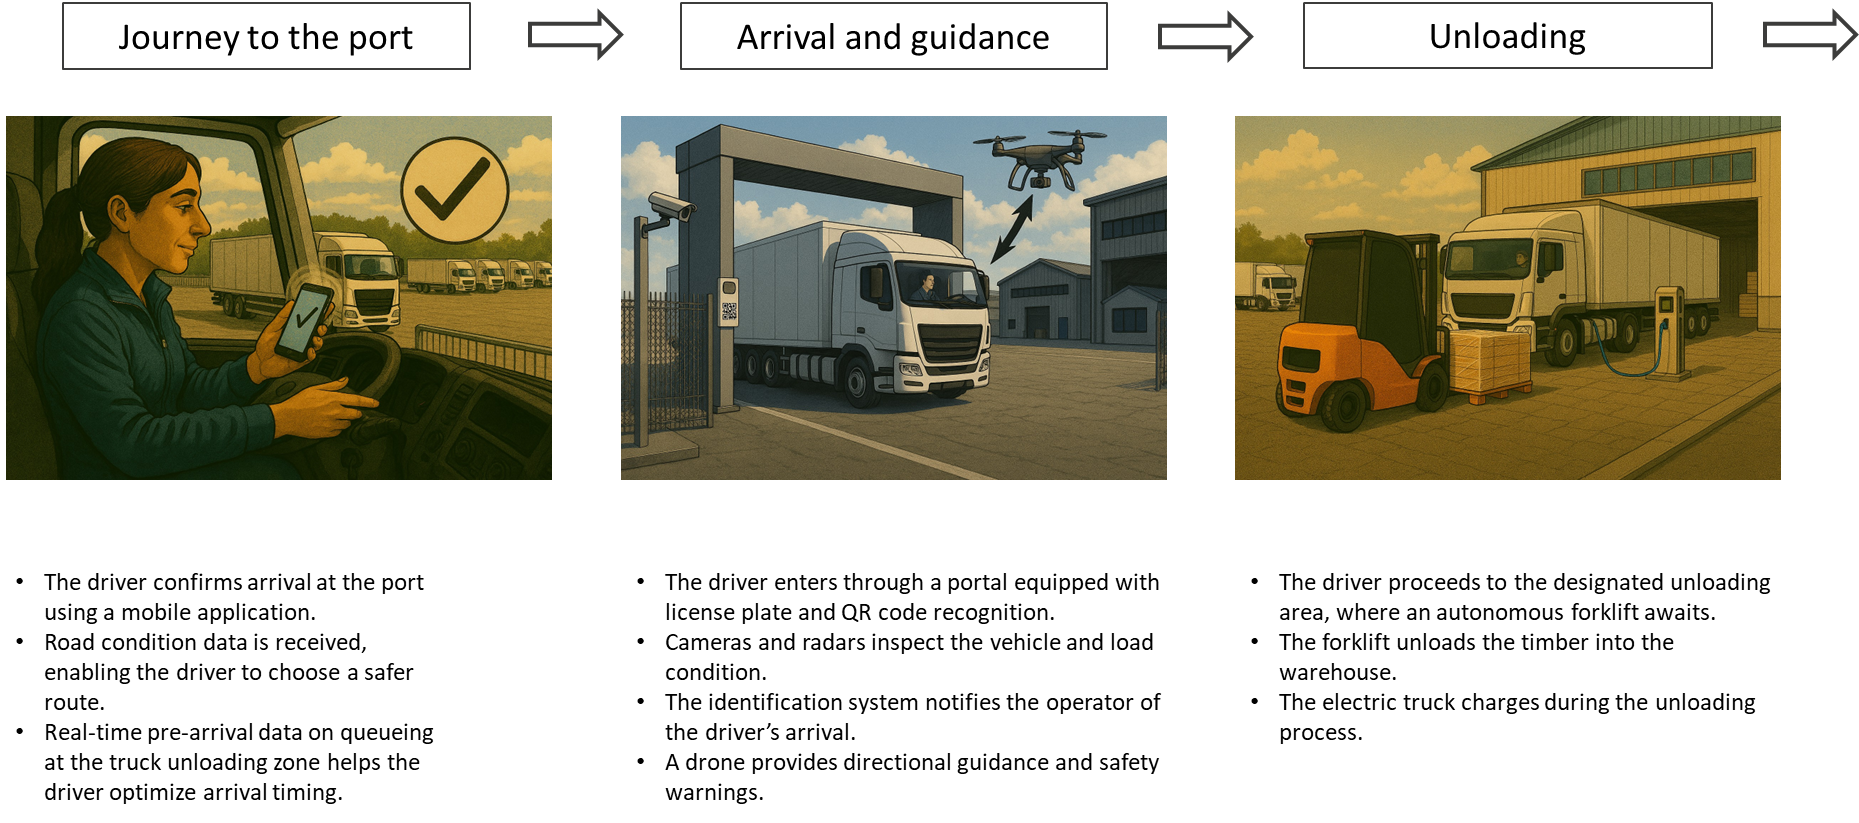 Journey to the port
Arrival and guidance
Unloading
• The driver confirms arrival at the port
using a mobile application.
• Road condition data is received,
enabling the driver to choose a safer
route.
• Real-time pre-arrival data on queueing
at the truck unloading zone helps the
driver optimize arrival timing.
• The driver enters through a portal equipped with
license plate and QR code recognition.
• Cameras and radars inspect the vehicle and load
condition.
• The identification system notifies the operator of
the driver’s arrival.
• A drone provides directional guidance and safety
warnings.
• The driver proceeds to the designated unloading
area, where an autonomous forklift awaits.
• The forklift unloads the timber into the
warehouse.
• The electric truck charges during the unloading
process.